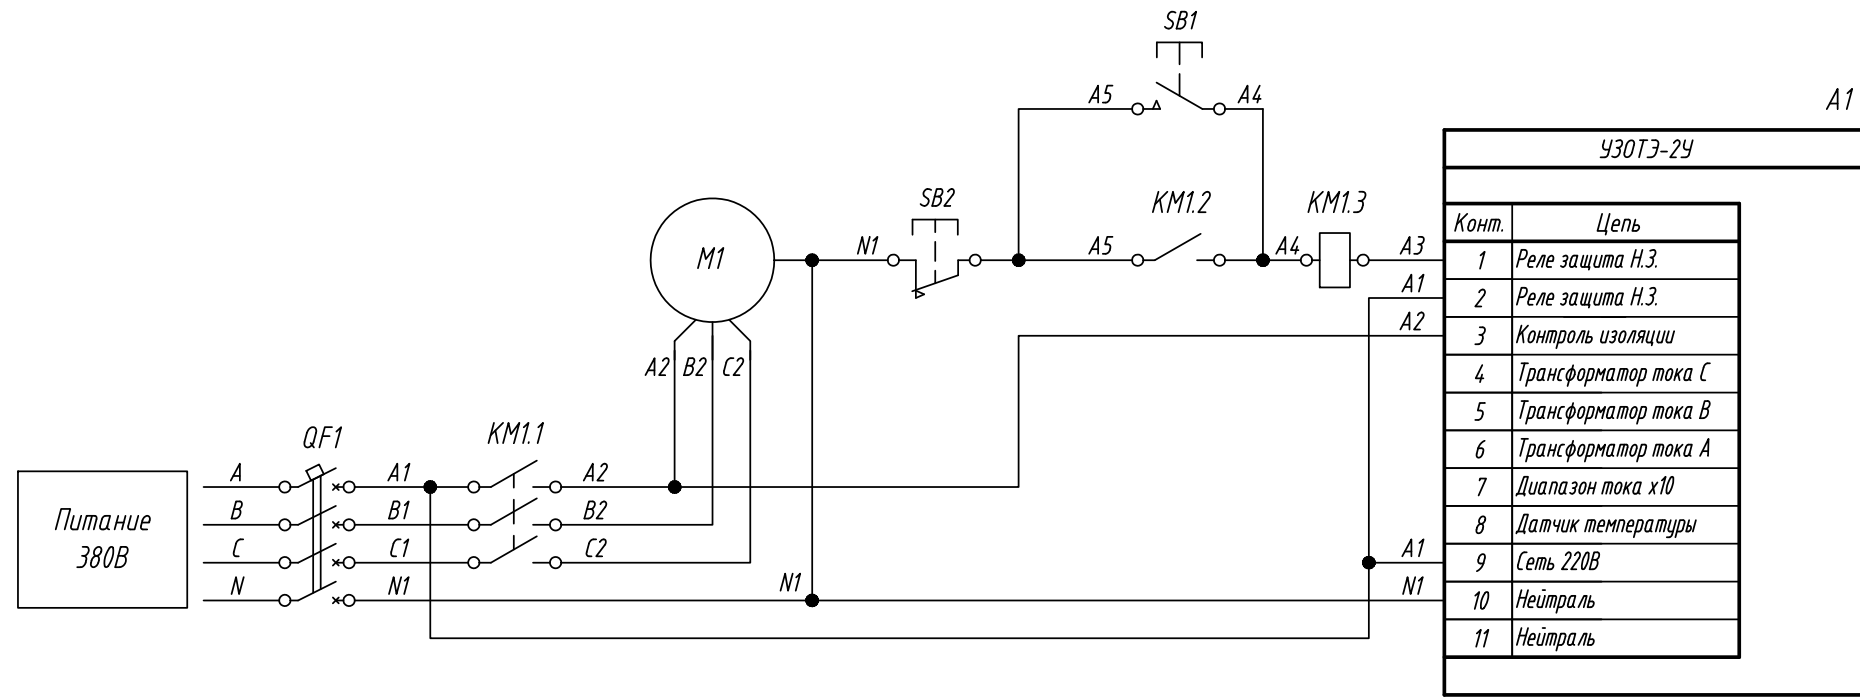 SB1
A5
A4
A1
УЗОТЭ-2У
SB2
KM1.2
KM1.3
M1
N1
A5
A4
A3
A1
A2
Конт. Цепь
1 Реле защита Н.З.
2 Реле защита Н.З.
3 Контроль изоляции
4 Трансформатор тока С
5 Трансформатор тока В
6 Трансформатор тока А
7 Диапазон тока х10
8 Датчик температуры
9 Сеть 220В
10 Нейтраль
11 Нейтраль
A2 B2 C2
QF1
KM1.1
Питание
380В
A A1 A2
B B1 B2
C C1 C2
A1
N N1 N1 N1